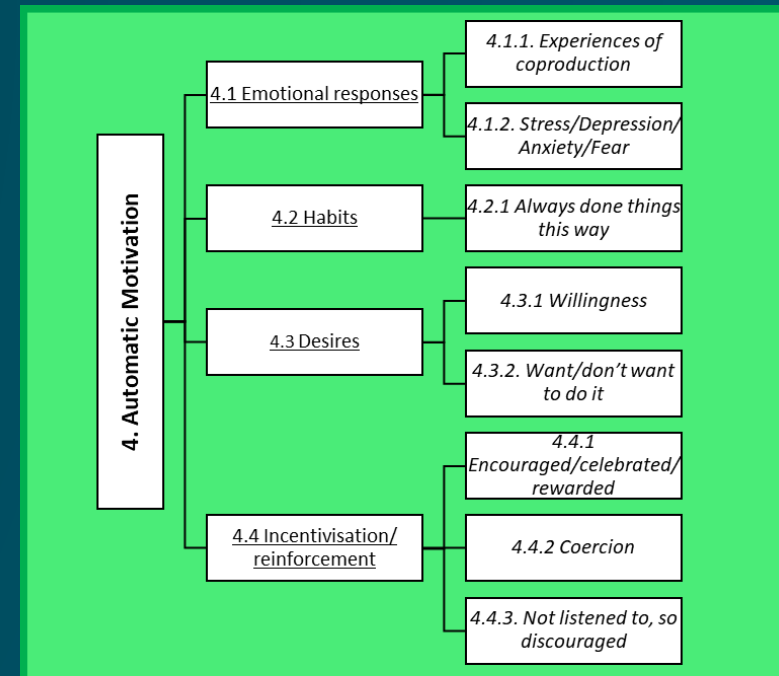 4. Automatic Motivation
4.1 Emotional responses
4.1.1. Experiences of
coproduction
4.1.2. Stress/Depression/
Anxiety/Fear
4.2 Habits
4.2.1 Always done things
this way
4.3 Desires
4.3.1 Willingness
4.3.2. Want/don’t want
to do it
4.4 Incentivisation/
reinforcement
4.4.1
Encouraged/celebrated/
rewarded
4.4.2 Coercion
4.4.3. Not listened to, so
discouraged